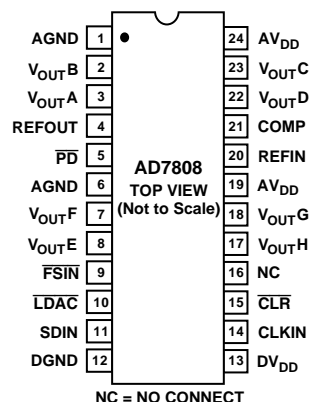 AGND 1 24 AVDD
VOUTB 2 23 VOUTC
VOUTA 3 22 VOUTD
REFOUT 4 21 COMP
PD 5 20 REFIN
AD7808
AGND 6 19 AVDD
TOP VIEW
(Not to Scale)
VOUTF 7 18 VOUTG
VOUTE 8 17 VOUTH
FSIN 9 16 NC
LDAC 10 15 CLR
SDIN 11 14 CLKIN
DGND 12 13 DVDD
NC = NO CONNECT